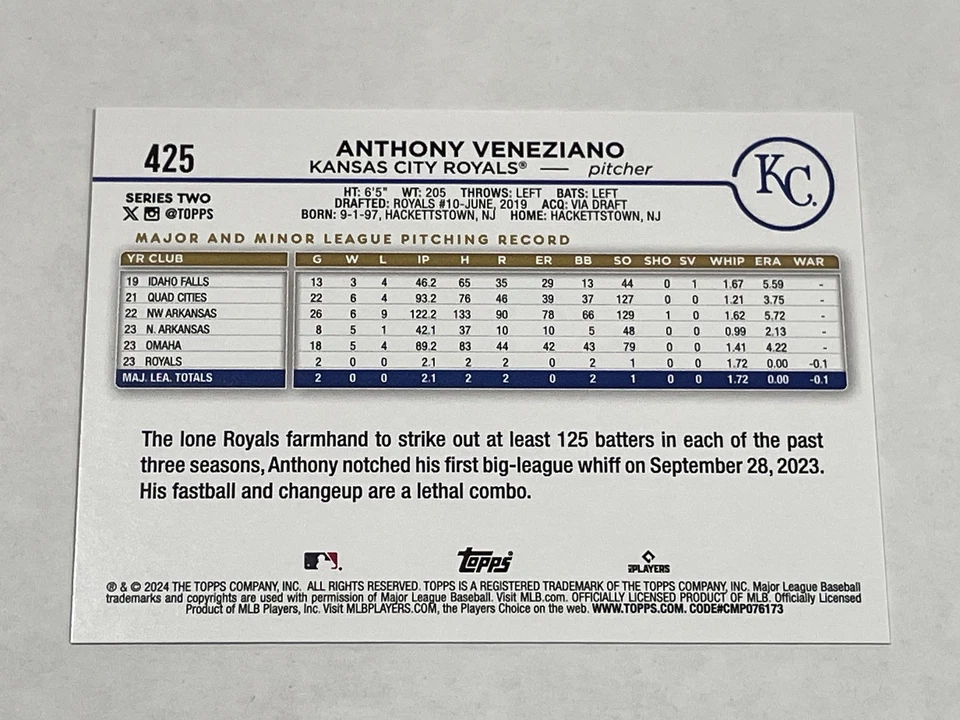 425
ANTHONY VENEZIANO
KANSAS CITY ROYALS® — pitcher
KC
SERIES TWO
X @TOPPS
HT: 6'5" WT: 205 THROWS: LEFT BATS: LEFT
DRAFTED: ROYALS #10-JUNE, 2019 ACQ: VIA DRAFT
BORN: 9-1-97, HACKETTSTOWN, NJ HOME: HACKETTSTOWN, NJ
MAJOR AND MINOR LEAGUE PITCHING RECORD
YR CLUB G W L IP H R ER BB SO SHO SV WHIP ERA WAR
19 IDAHO FALLS 13 3 4 46.2 65 35 29 13 44 0 1 1.67 5.59 -
21 QUAD CITIES 22 6 4 93.2 76 46 39 37 127 0 0 1.21 3.75 -
22 NW ARKANSAS 26 6 9 122.2 133 90 78 66 129 1 0 1.62 5.72 -
23 N. ARKANSAS 8 5 1 42.1 37 10 10 5 48 0 0 0.99 2.13 -
23 OMAHA 18 5 4 89.2 83 44 42 43 79 0 0 1.41 4.22 -
23 ROYALS 2 0 0 2.1 2 2 0 2 1 0 0 1.72 0.00 -0.1
MAJ. LEA. TOTALS 2 0 0 2.1 2 2 0 2 1 0 0 1.72 0.00 -0.1
The lone Royals farmhand to strike out at least 125 batters in each of the past
three seasons, Anthony notched his first big-league whiff on September 28, 2023.
His fastball and changeup are a lethal combo.
Topps
PLAYERS
® & © 2024 THE TOPPS COMPANY, INC. ALL RIGHTS RESERVED. TOPPS IS A REGISTERED TRADEMARK OF THE TOPPS COMPANY, INC. Major League Baseball
trademarks and copyrights are used with permission of Major League Baseball. Visit MLB.com. OFFICIALLY LICENSED PRODUCT OF MLB. Officially Licensed
Product of MLB Players, Inc. Visit MLBPLAYERS.COM, the Players Choice on the web. WWW.TOPPS.COM. CODE#CMP076173